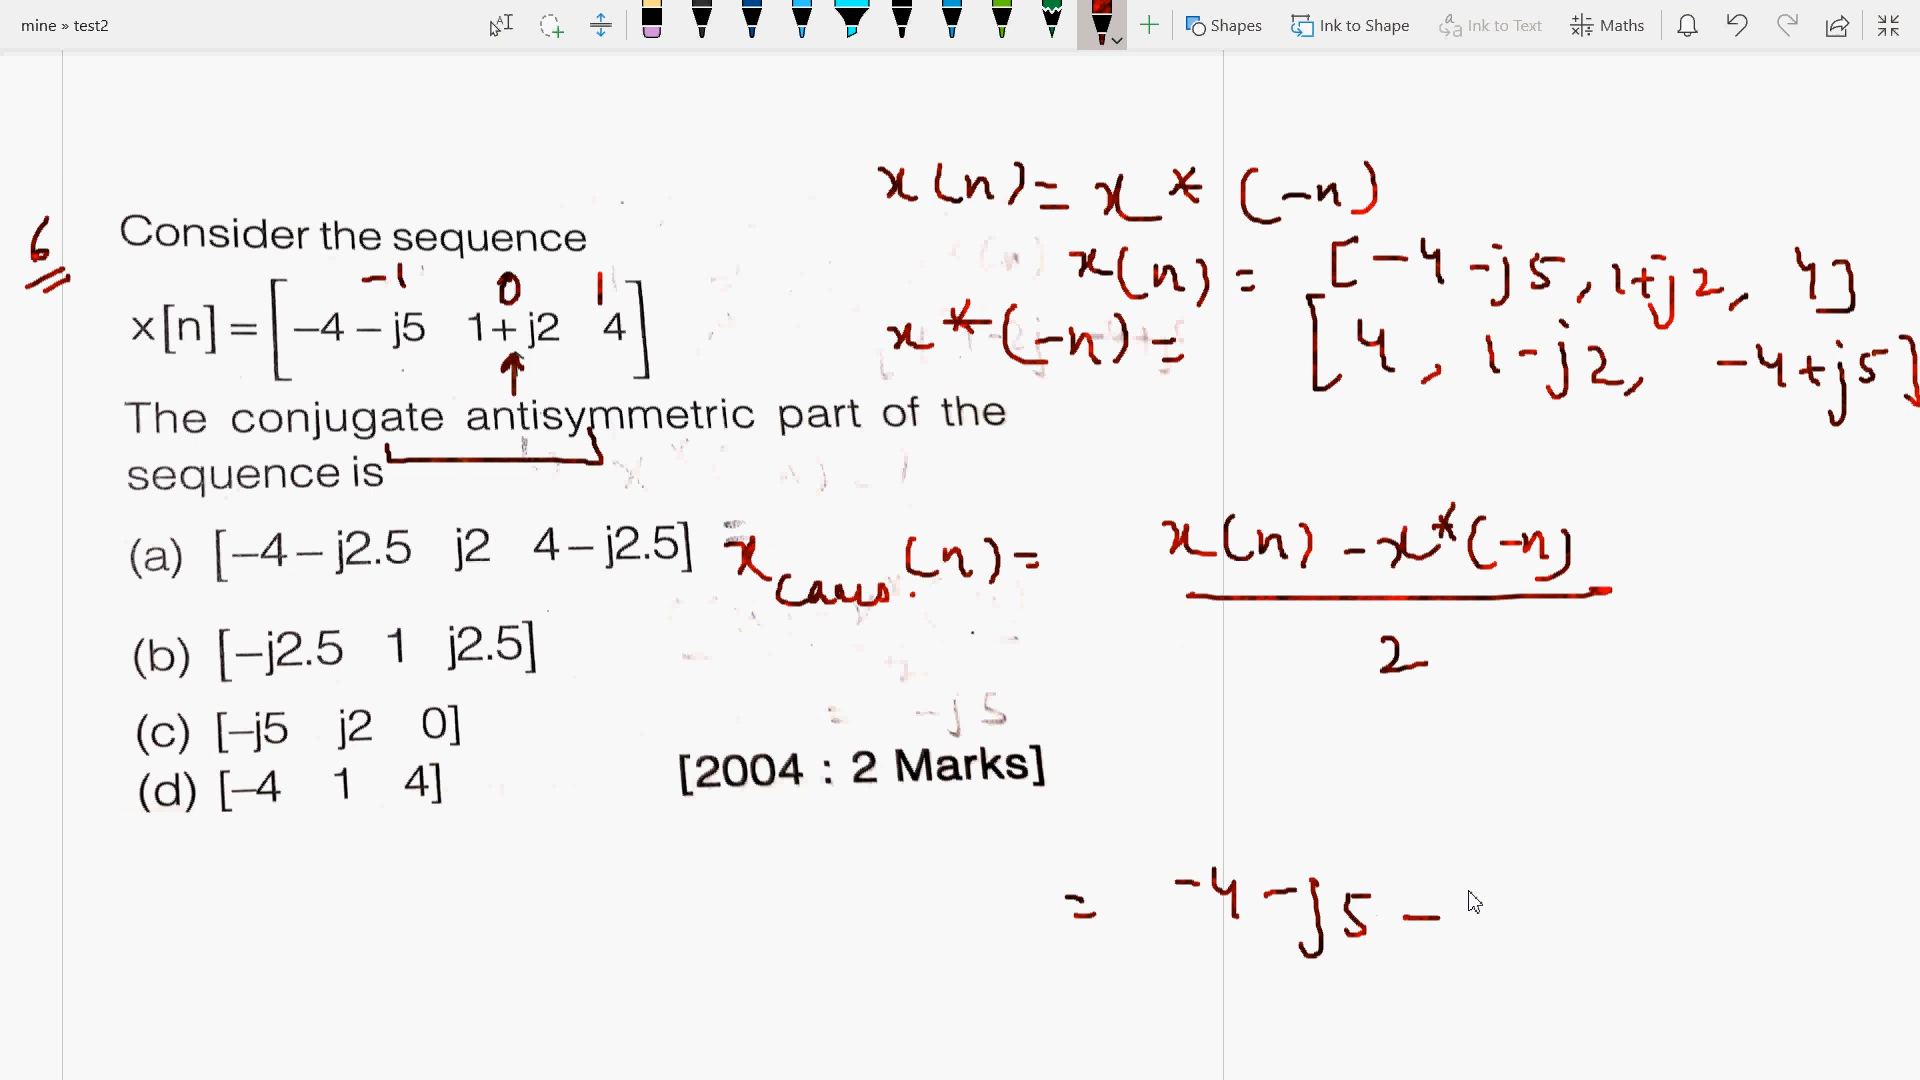 mine » test2
Shapes
Ink to Shape
Ink to Text
Maths
x(n) = x*(-n)
6
Consider the sequence
-1 0 1
x[n] = [-4 – j5 1 + j2 4]
↑
x(n) = [-4 -j5, 1+j2, 4]
x*(-n) = [4, 1-j2, -4+j5]
The conjugate antisymmetric part of the
sequence is
(a) [–4 – j2.5 j2 4 – j2.5]
(n) = x(n) - x*(-n)
2
(b) [–j2.5 1 j2.5]
(c) [–j5 j2 0]
= -j5
(d) [–4 1 4]
[2004 : 2 Marks]
= -4 -j5 -